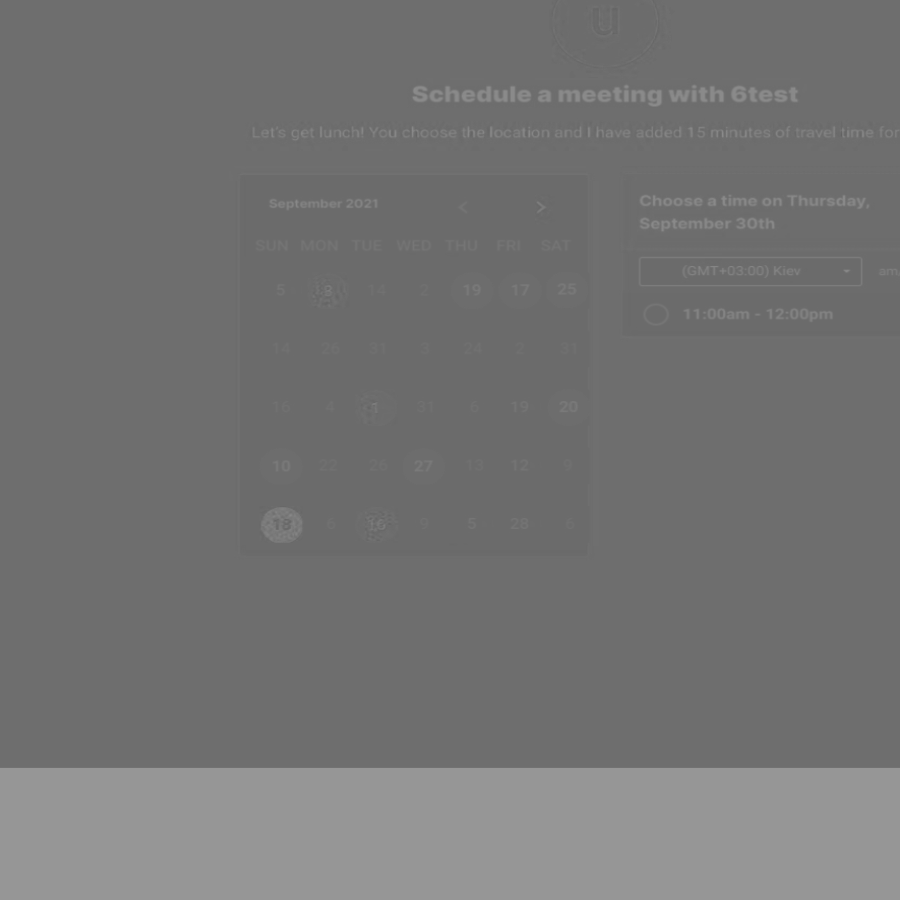 U
Schedule a meeting with 6test
Let's get lunch! You choose the location and I have added 15 minutes of travel time for
September 2021 < >
SUN MON TUE WED THU FRI SAT
5 14 2 19 17 25
14 26 31 8 24 2 31
16 4 31 6 19 20
10 22 26 27 13 12 9
18 6 16 9 5 28 6
Choose a time on Thursday,
September 30th
(GMT+03:00) Kiev am
11:00am - 12:00pm